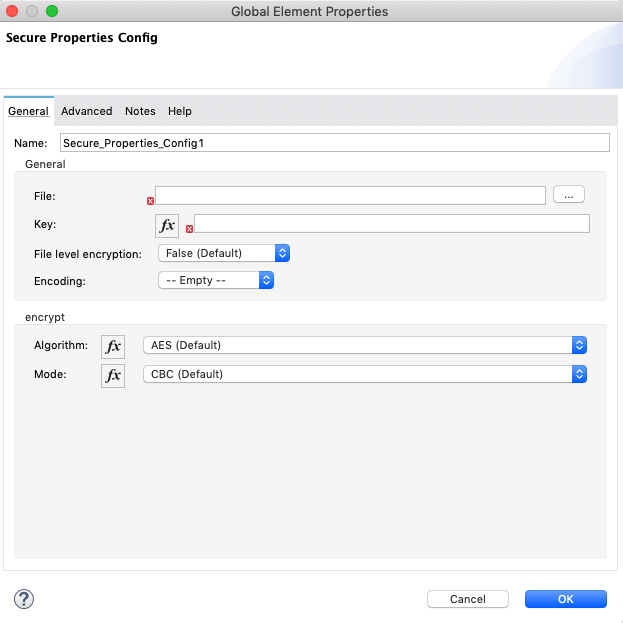 Global Element Properties
Secure Properties Config
General Advanced Notes Help
Name: Secure_Properties_Config1
General
File: ...
Key: fx
File level encryption: False (Default)
Encoding: -- Empty --
encrypt
Algorithm: fx AES (Default)
Mode: fx CBC (Default)
? Cancel OK